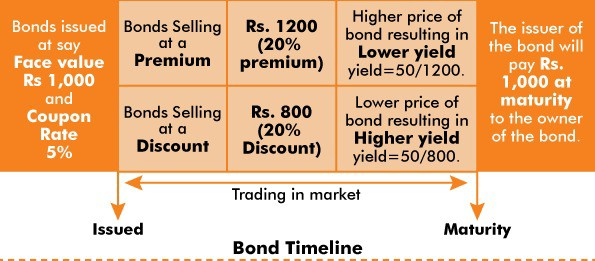 Bonds issued
at say
Face value
Rs 1,000
and
Coupon
Rate
5%
Bonds Selling
at a
Premium
Rs. 1200
(20%
premium)
Higher price of
bond resulting in
Lower yield
yield=50/1200.
Bonds Selling
at a
Discount
Rs. 800
(20%
Discount)
Lower price of
bond resulting in
Higher yield
yield=50/800.
The issuer of
the bond will
pay Rs.
1,000 at
maturity
to the owner
of the bond.
Trading in market
Issued
Maturity
Bond Timeline